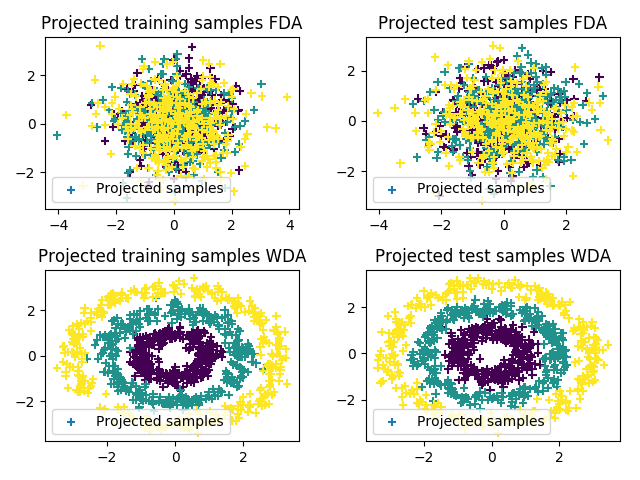 Projected training samples FDA
Projected test samples FDA
2
0
−2
Projected samples
−4 −2 0 2 4
2
0
−2
Projected samples
−4 −2 0 2
Projected training samples WDA
Projected test samples WDA
2
0
−2
Projected samples
−2 0 2
2
0
−2
Projected samples
−2 0 2